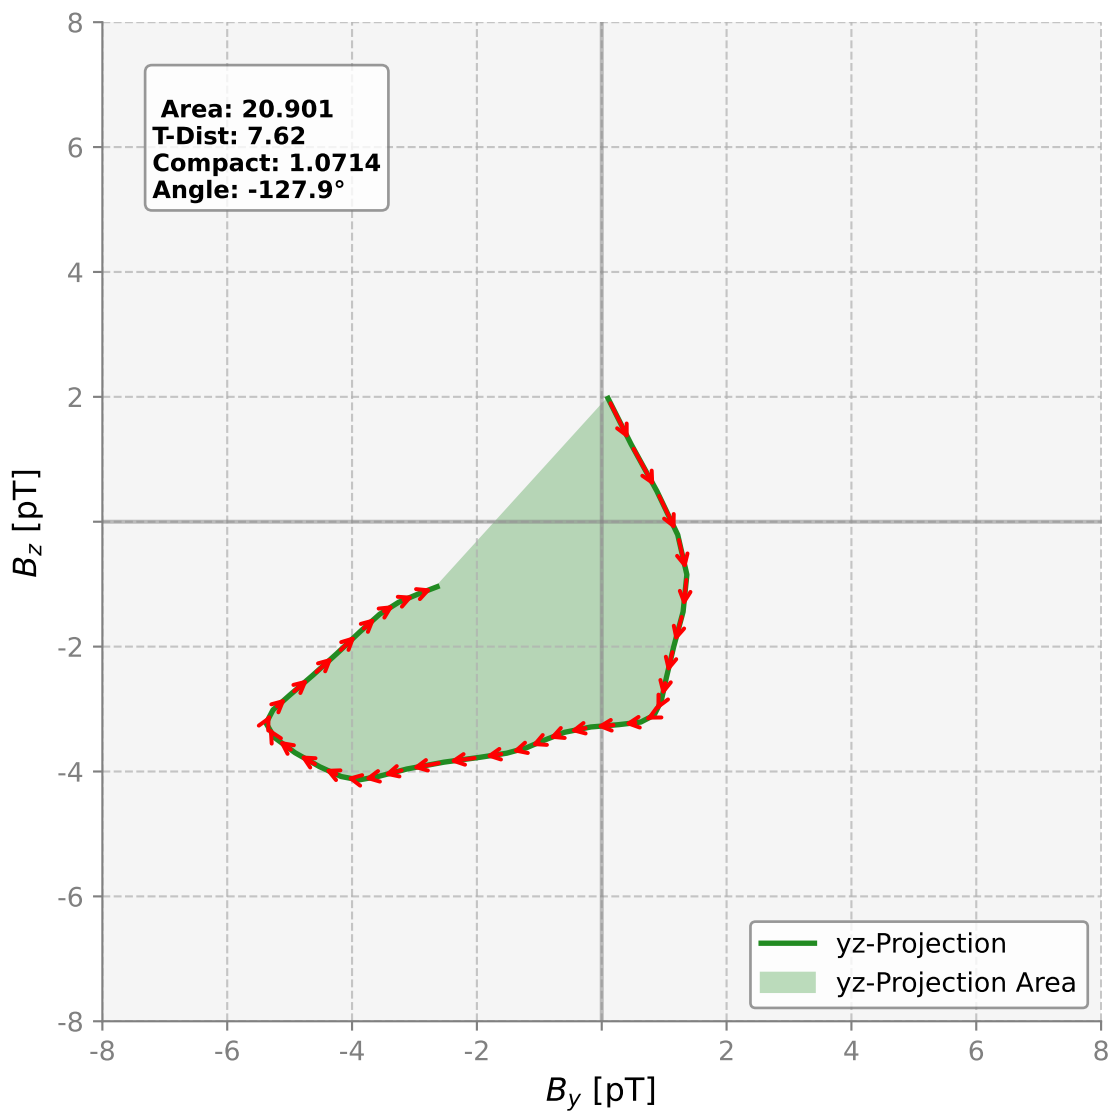 8
6
4
2
-2
-4
-6
-8
-8
-6
-4
-2
2
4
6
8
B_z [pT]
B_y [pT]
Area: 20.901
T-Dist: 7.62
Compact: 1.0714
Angle: -127.9°
yz-Projection
yz-Projection Area